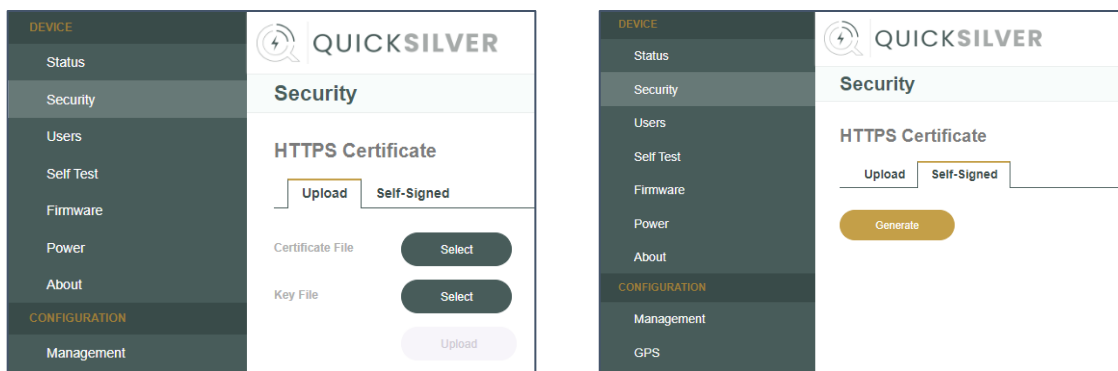 DEVICE
Status
Security
Users
Self Test
Firmware
Power
About
CONFIGURATION
Management
QUICKSILVER
Security
HTTPS Certificate
Upload Self-Signed
Certificate File Select
Key File Select
Upload
DEVICE
Status
Security
Users
Self Test
Firmware
Power
About
CONFIGURATION
Management
GPS
QUICKSILVER
Security
HTTPS Certificate
Upload Self-Signed
Generate